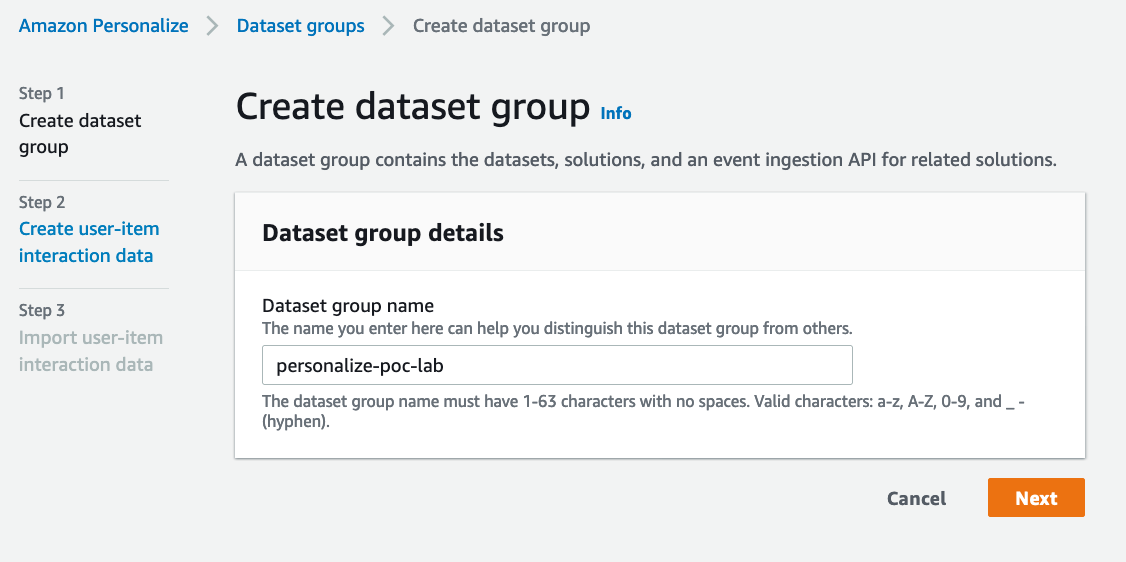 Amazon Personalize > Dataset groups > Create dataset group
Step 1
Create dataset
group
Step 2
Create user-item
interaction data
Step 3
Import user-item
interaction data
Create dataset group Info
A dataset group contains the datasets, solutions, and an event ingestion API for related solutions.
Dataset group details
Dataset group name
The name you enter here can help you distinguish this dataset group from others.
personalize-poc-lab
The dataset group name must have 1-63 characters with no spaces. Valid characters: a-z, A-Z, 0-9, and _ -
(hyphen).
Cancel
Next